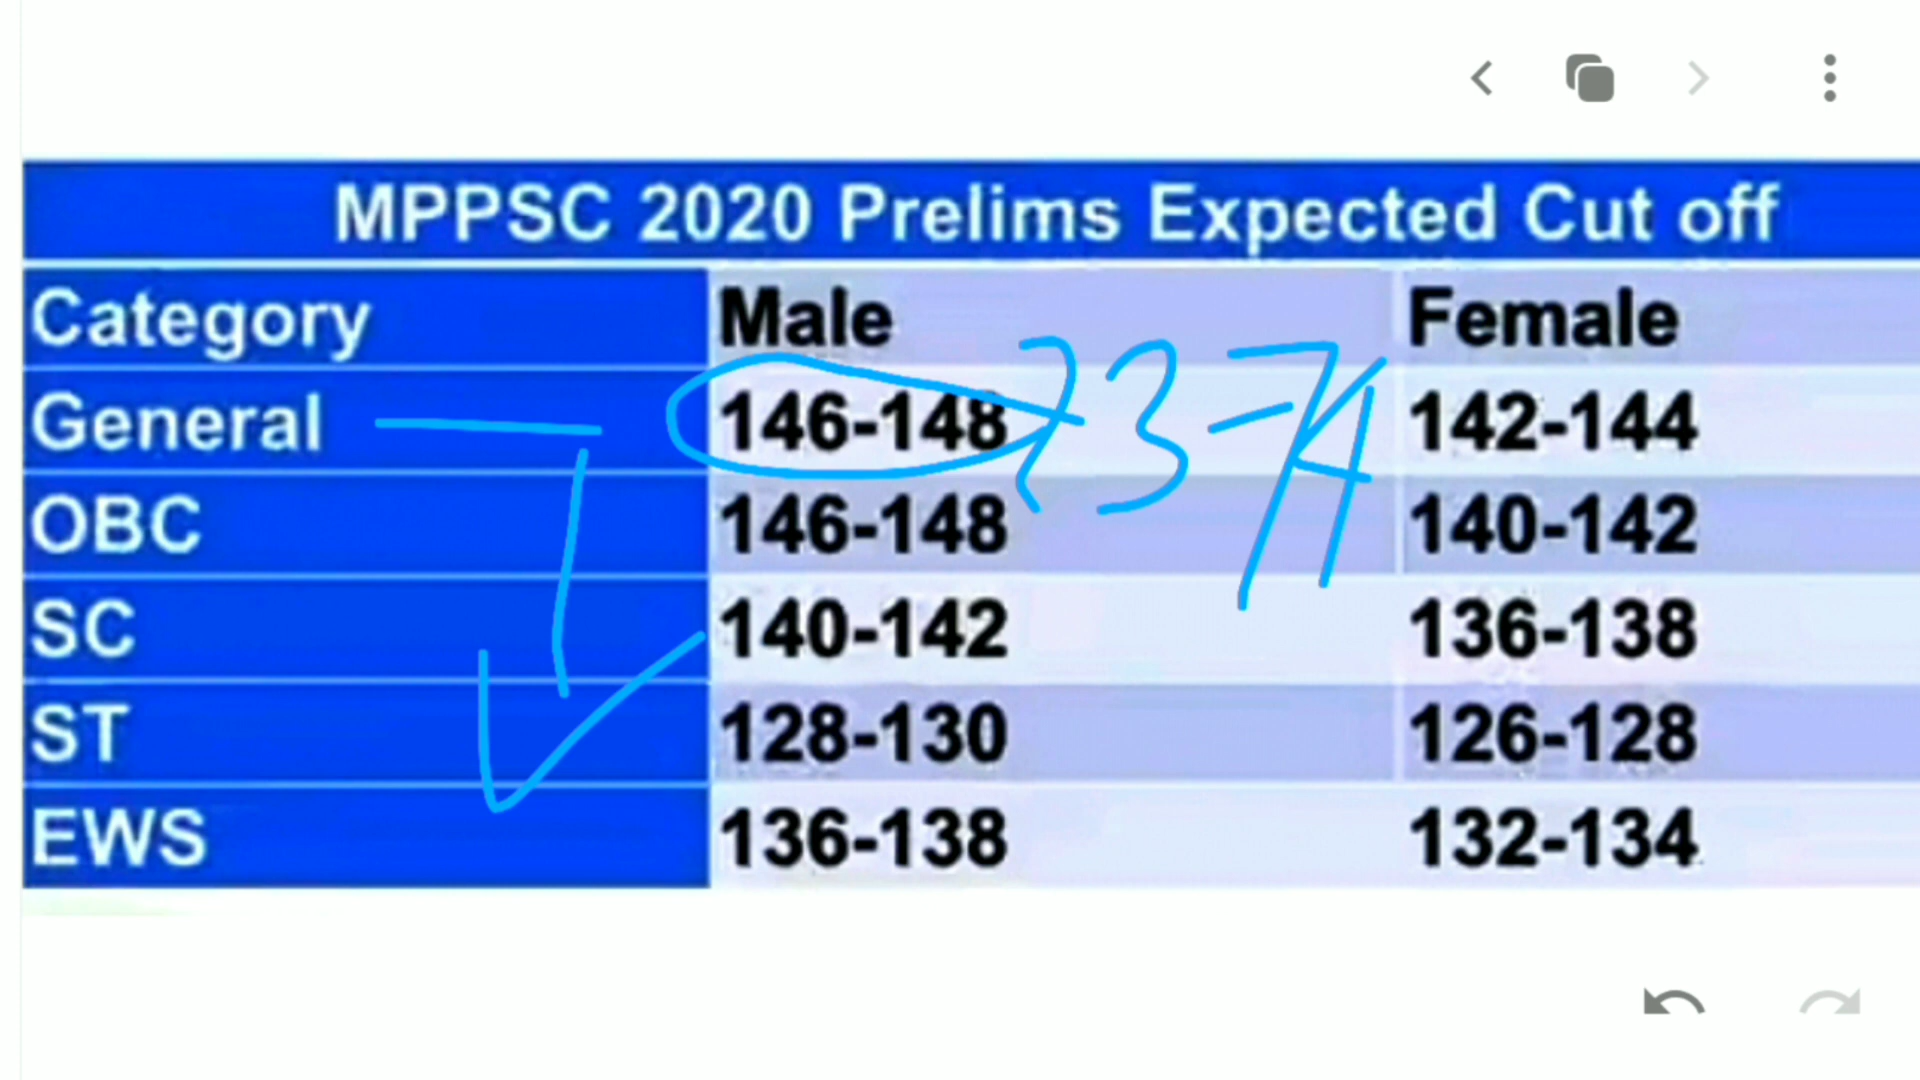 MPPSC 2020 Prelims Expected Cut off
Category Male Female
General 146-148 73-74 142-144
OBC 146-148 140-142
SC 140-142 136-138
ST 128-130 126-128
EWS 136-138 132-134